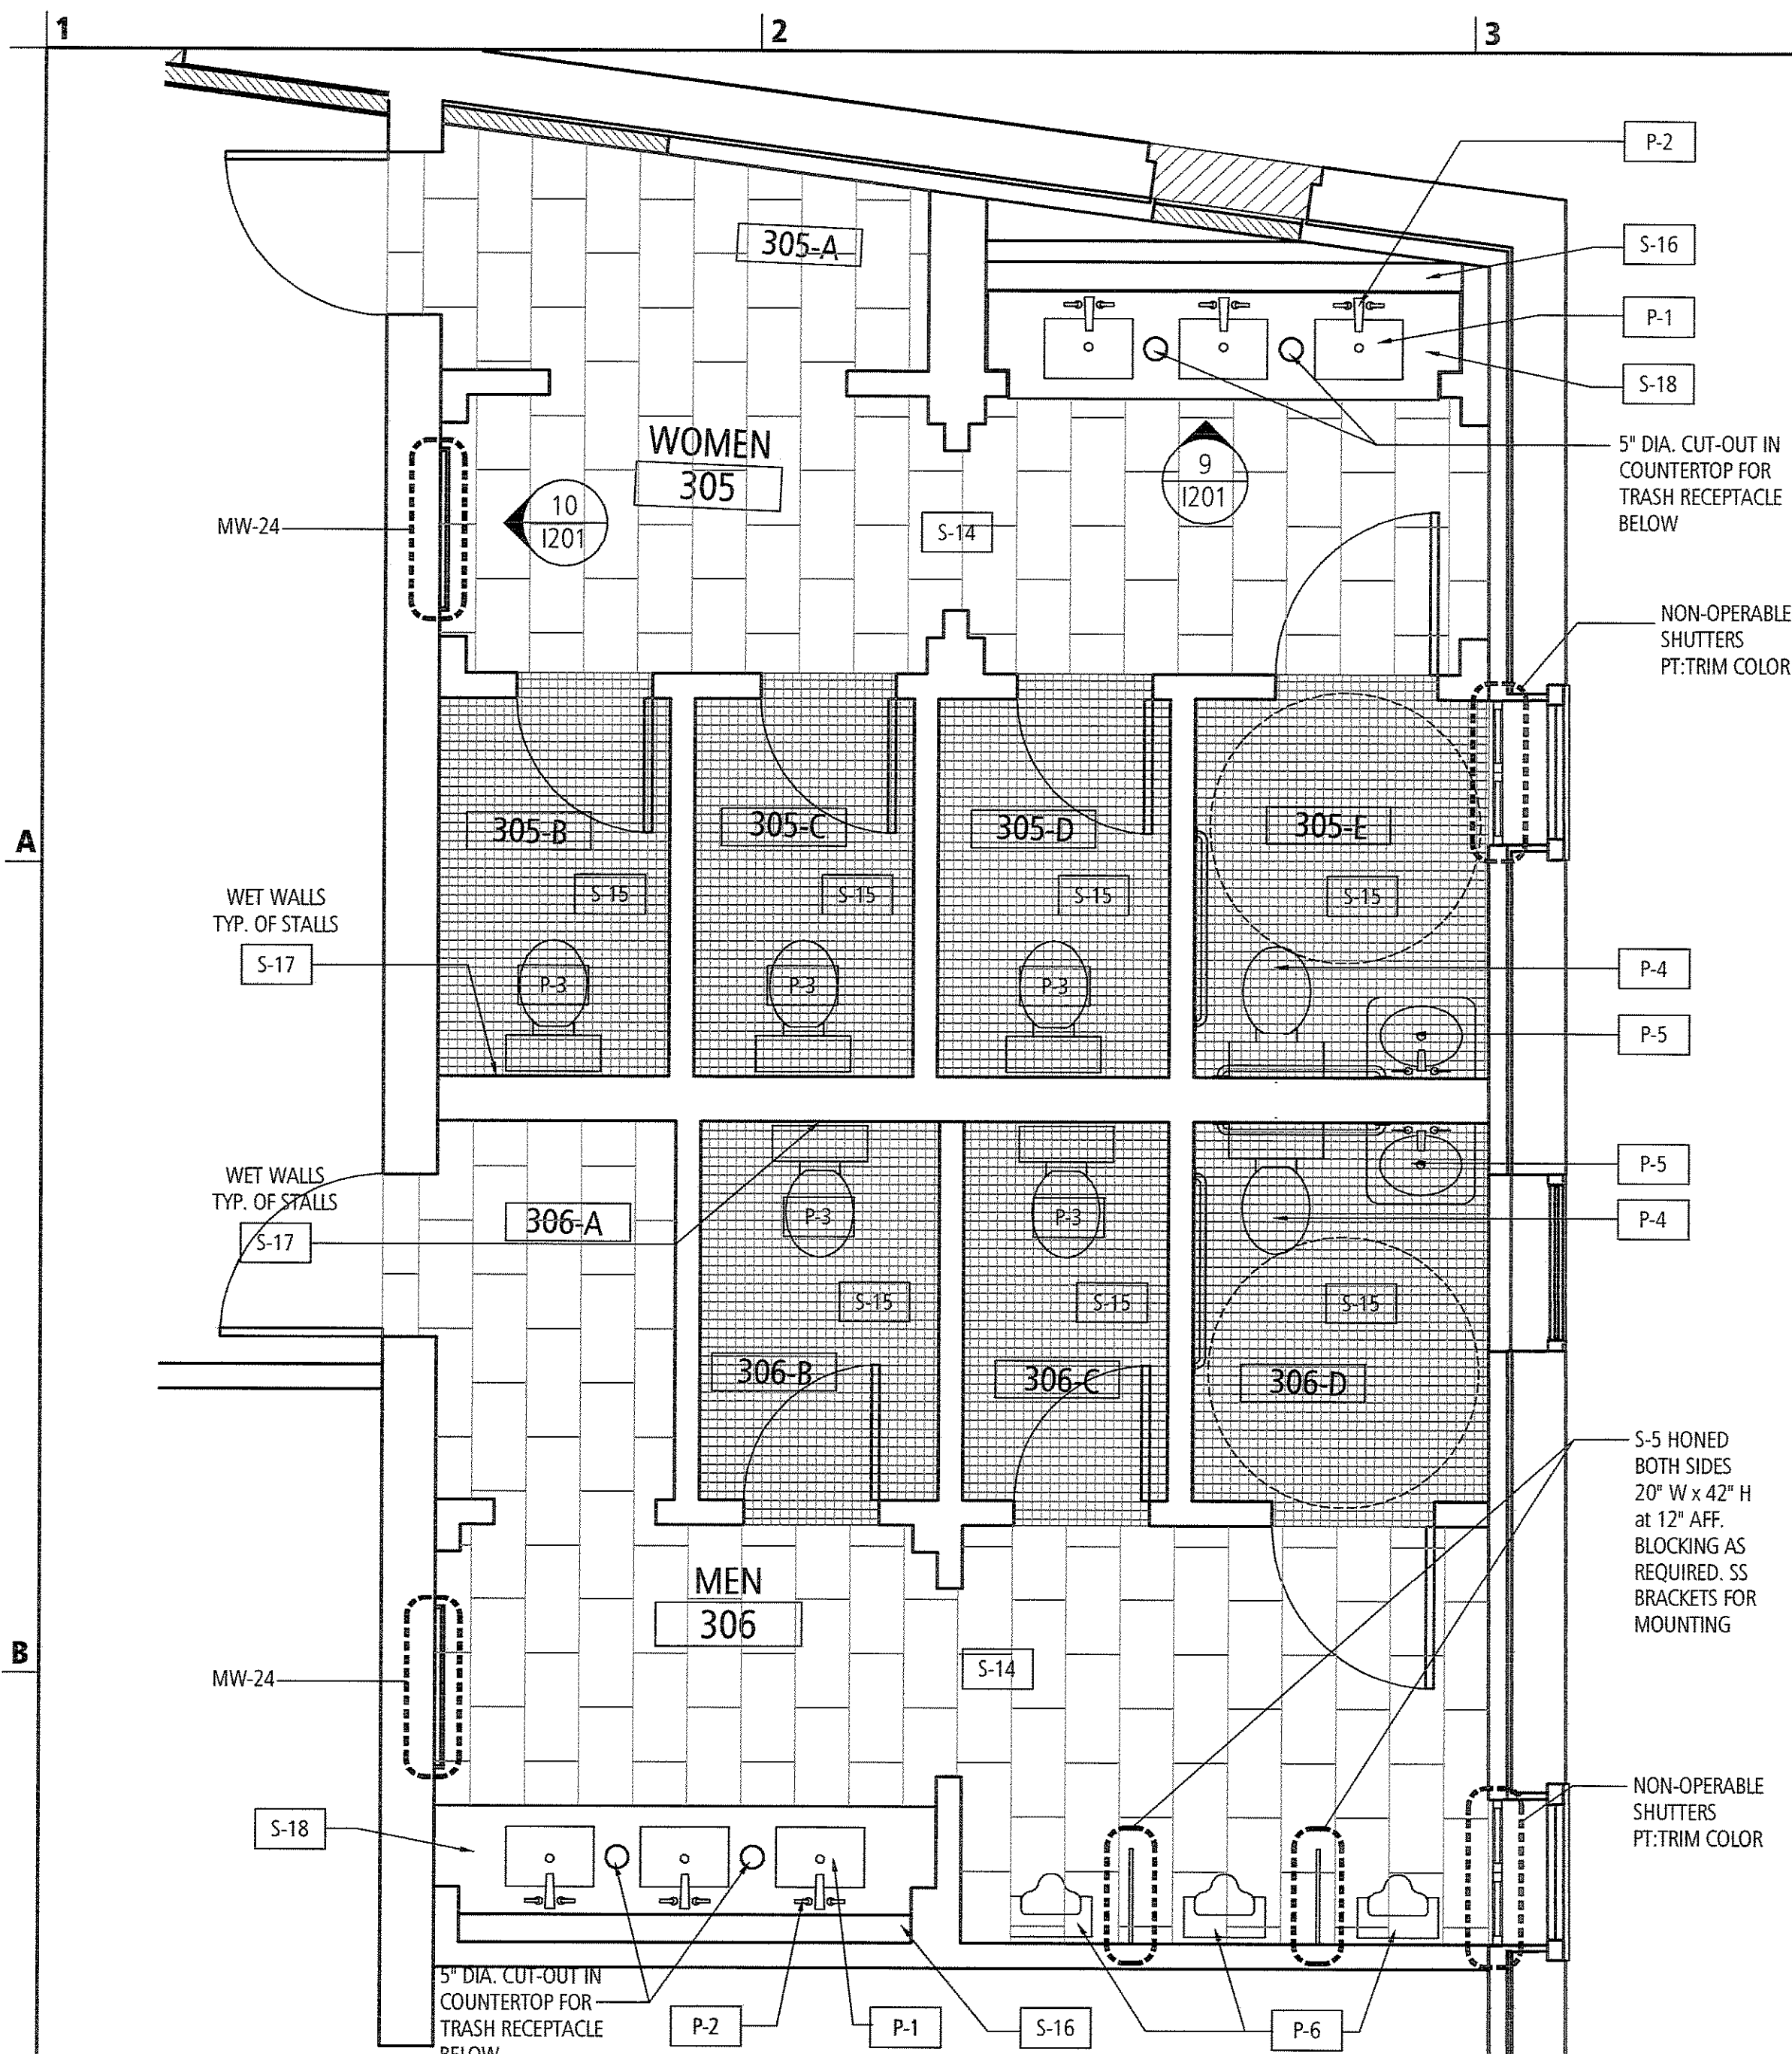 1
2
3
P-2
305-A
S-16
P-1
S-18
WOMEN
305
9
I201
5" DIA. CUT-OUT IN
COUNTERTOP FOR
TRASH RECEPTACLE
BELOW
10
I201
MW-24
S-14
NON-OPERABLE
SHUTTERS
PT:TRIM COLOR
A
305-B
305-C
305-D
305-E
S-15
S-15
S-15
S-15
WET WALLS
TYP. OF STALLS
S-17
P-3
P-3
P-3
P-4
P-5
WET WALLS
TYP. OF STALLS
S-17
306-A
P-3
P-3
P-5
P-4
S-15
S-15
S-15
306-B
306-C
306-D
S-5 HONED
BOTH SIDES
20" W x 42" H
at 12" AFF.
BLOCKING AS
REQUIRED. SS
BRACKETS FOR
MOUNTING
MEN
306
B
MW-24
S-14
S-18
NON-OPERABLE
SHUTTERS
PT:TRIM COLOR
5" DIA. CUT-OUT IN
COUNTERTOP FOR
TRASH RECEPTACLE
BELOW
P-2
P-1
S-16
P-6